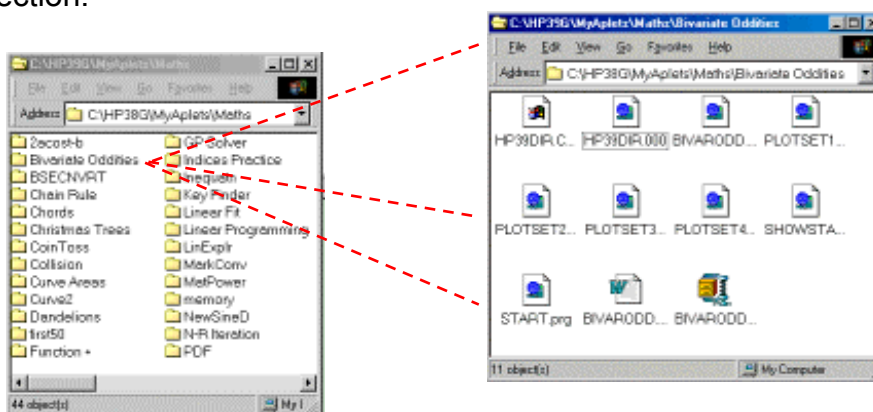 ection.
C:\HP39G\MyAplets\Maths
File Edit View Go Favorites Help
Address C:\HP38G\MyAplets\Maths
2acost-b
Bivariate Oddities
BSECNVRT
Chain Rule
Chords
Christmas Trees
CoinToss
Collision
Curve Areas
Curve2
Dandelions
first50
Function +
GP Solver
Indices Practice
Inequatn
Key Finder
Linear Fit
Linear Programming
LinExplr
MarkConv
MatPower
memory
NewSineD
N-R Iteration
PDF
44 object(s)
My
C:\HP39G\MyAplets\Maths\Bivariate Oddities
File Edit View Go Favorites Help
Address C:\HP38G\MyAplets\Maths\Bivariate Oddities
HP39DIR.C... HP39DIR.000 BIVARODD... PLOTSET1...
PLOTSET2... PLOTSET3... PLOTSET4... SHOWSTA...
START.prg BIVARODD... BIVARODD...
11 object(s)
My Computer